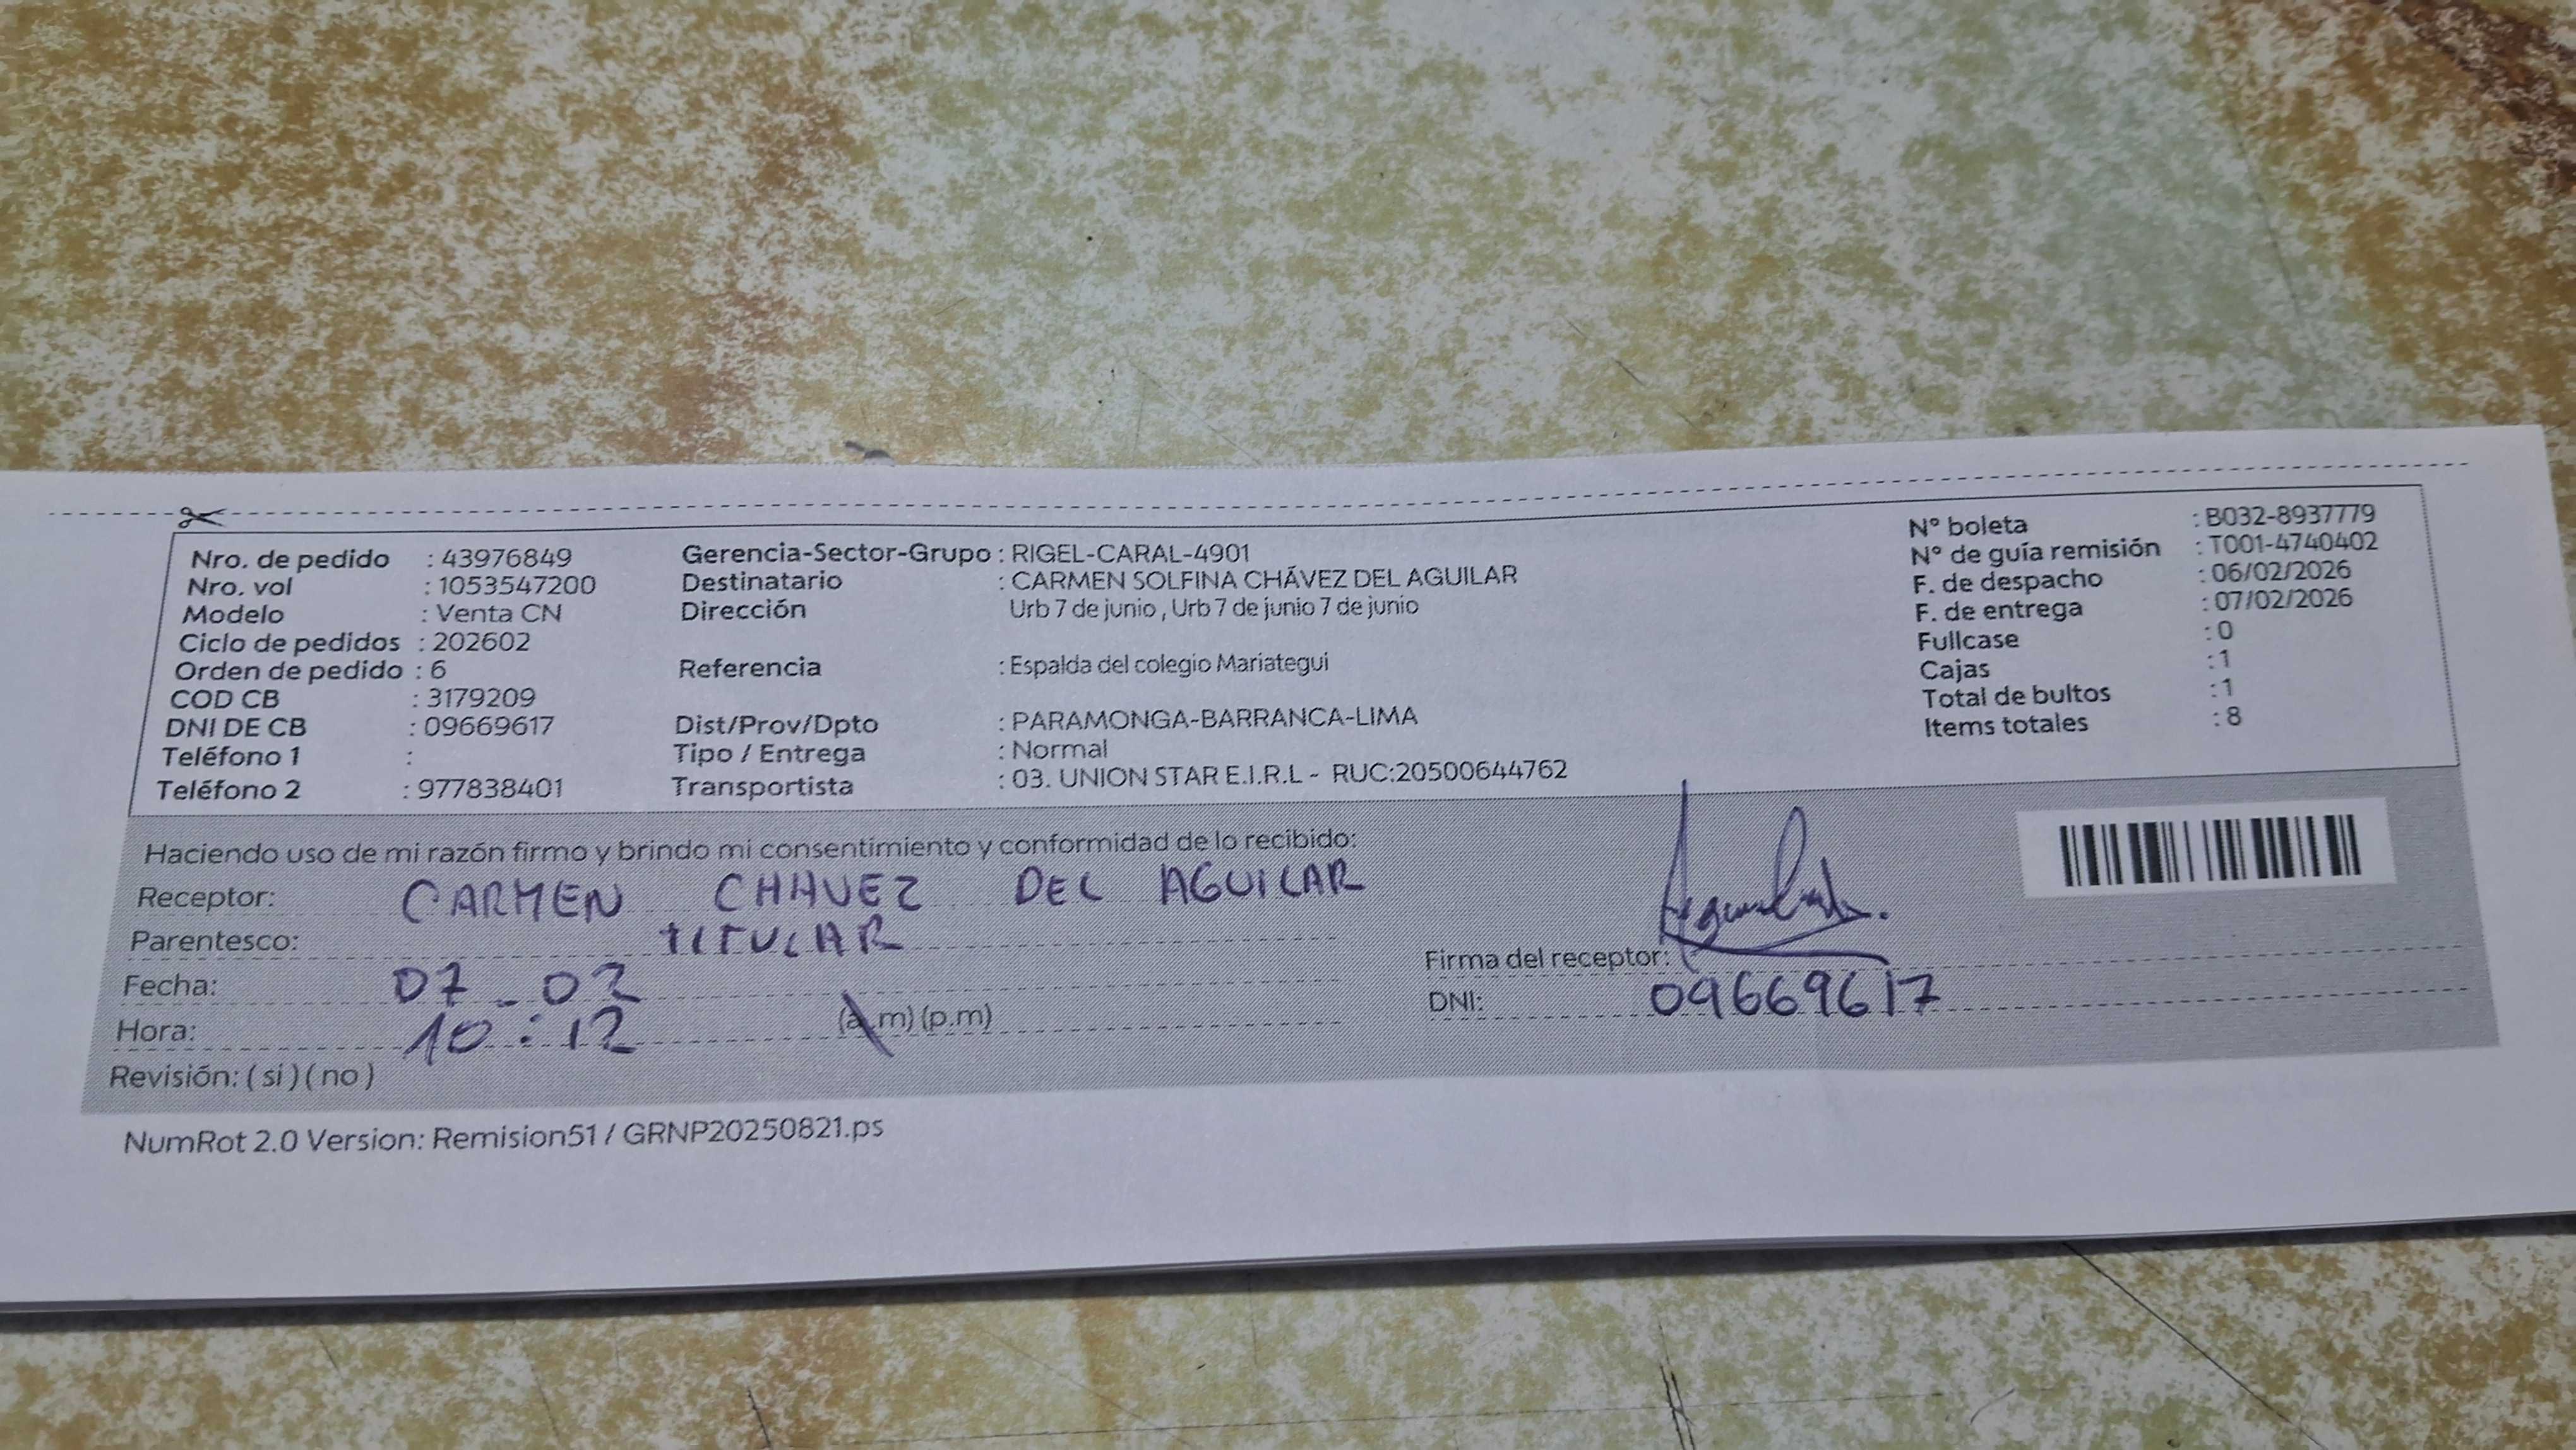 Nro. de pedido : 43976849
Nro. vol : 1053547200
Modelo : Venta CN
Ciclo de pedidos : 202602
Orden de pedido : 6
COD CB : 3179209
DNI DE CB : 09669617
Teléfono 1 :
Teléfono 2 : 977838401
Gerencia-Sector-Grupo : RIGEL-CARAL-4901
Destinatario : CARMEN SOLFINA CHÁVEZ DEL AGUILAR
Dirección Urb 7 de junio , Urb 7 de junio 7 de junio
Referencia : Espalda del colegio Mariategui
Dist/Prov/Dpto : PARAMONGA-BARRANCA-LIMA
Tipo / Entrega : Normal
Transportista : 03. UNION STAR E.I.R.L - RUC:20500644762
N° boleta : B032-8937779
N° de guía remisión : T001-4740402
F. de despacho : 06/02/2026
F. de entrega : 07/02/2026
Fullcase : 0
Cajas : 1
Total de bultos : 1
Items totales : 8
Haciendo uso de mi razón firmo y brindo mi consentimiento y conformidad de lo recibido:
Receptor: CARMEN CHAVEZ DEL AGUILAR
Parentesco: TITULAR
Fecha: 07-02
Hora: 10:12 (a.m) (p.m)
Revisión: ( si ) ( no )
Firma del receptor:
DNI: 09669617
NumRot 2.0 Version: Remision51 / GRNP20250821.ps